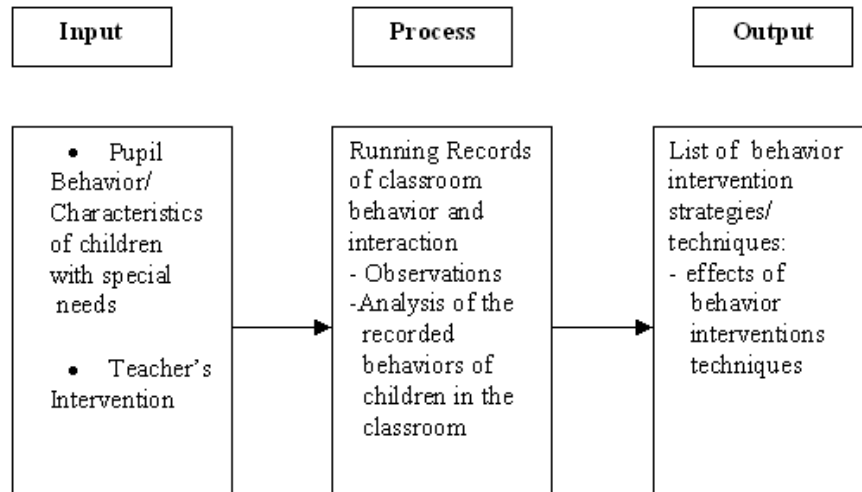 Input
Process
Output
• Pupil
Behavior/
Characteristics
of children
with special
needs
• Teacher's
Intervention
Running Records
of classroom
behavior and
interaction
- Observations
-Analysis of the
recorded
behaviors of
children in the
classroom
List of behavior
intervention
strategies/
techniques:
- effects of
behavior
interventions
techniques